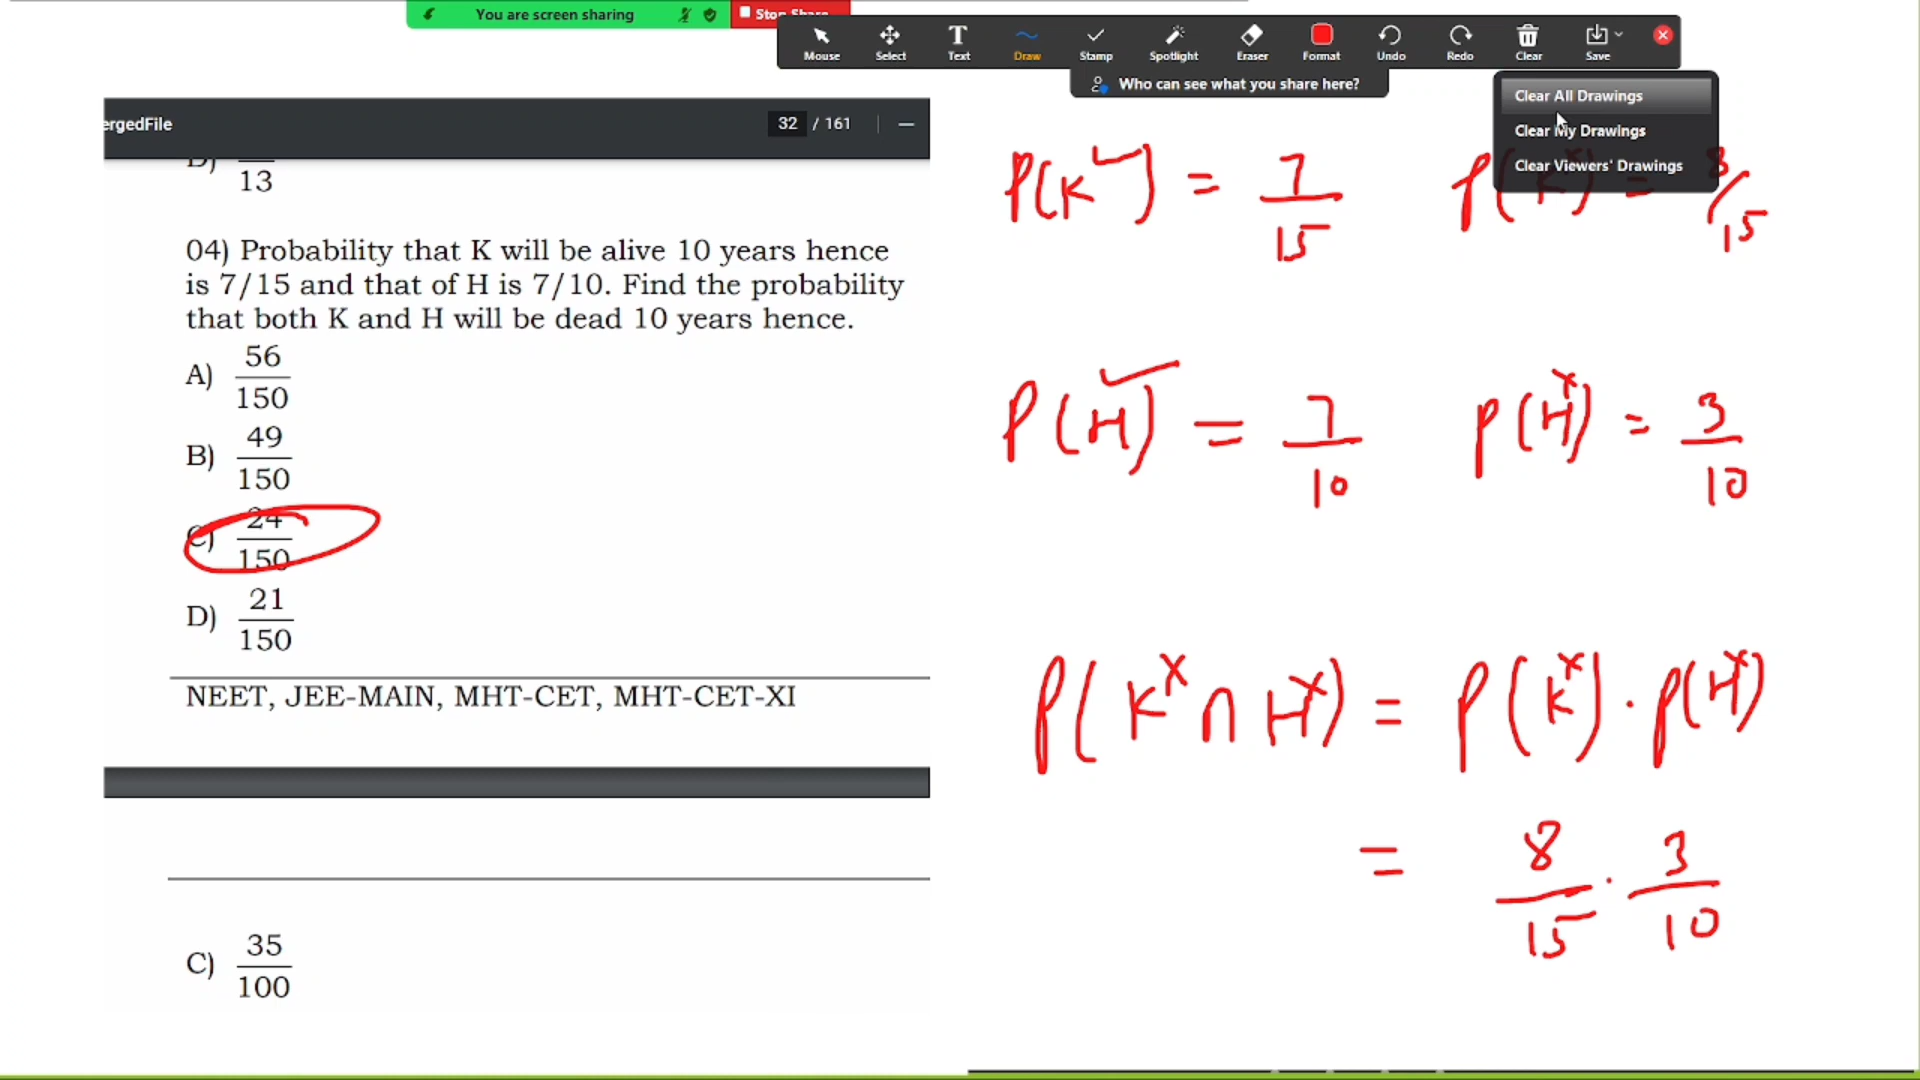 You are screen sharing
Stop Share
Mouse
Select
Text
Draw
Stamp
Spotlight
Eraser
Format
Undo
Redo
Clear
Save
Who can see what you share here?
Clear All Drawings
Clear My Drawings
Clear Viewers' Drawings
ergedFile
32 / 161
D)
13
04) Probability that K will be alive 10 years hence
is 7/15 and that of H is 7/10. Find the probability
that both K and H will be dead 10 years hence.
A) 56/150
B) 49/150
C) 24/150
D) 21/150
NEET, JEE-MAIN, MHT-CET, MHT-CET-XI
C) 35/100
P(K✓) = 7/15
P(K^x) = 8/15
P(H✓) = 7/10
P(H^x) = 3/10
P(K^x ∩ H^x) = P(K^x) · P(H^x)
= 8/15 · 3/10